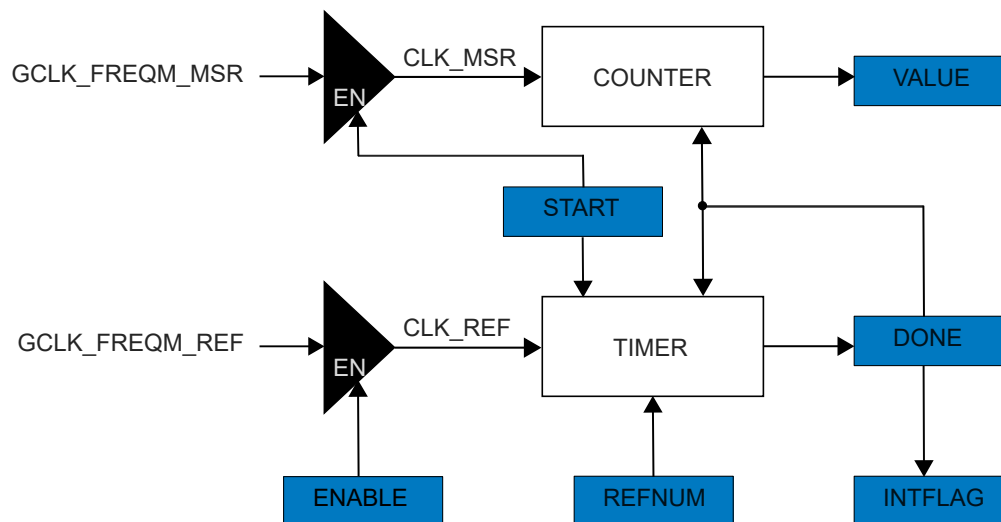 CLK_MSR
GCLK_FREQM_MSR
COUNTER
VALUE
EN
START
CLK_REF
GCLK_FREQM_REF
TIMER
DONE
EN
ENABLE
REFNUM
INTFLAG